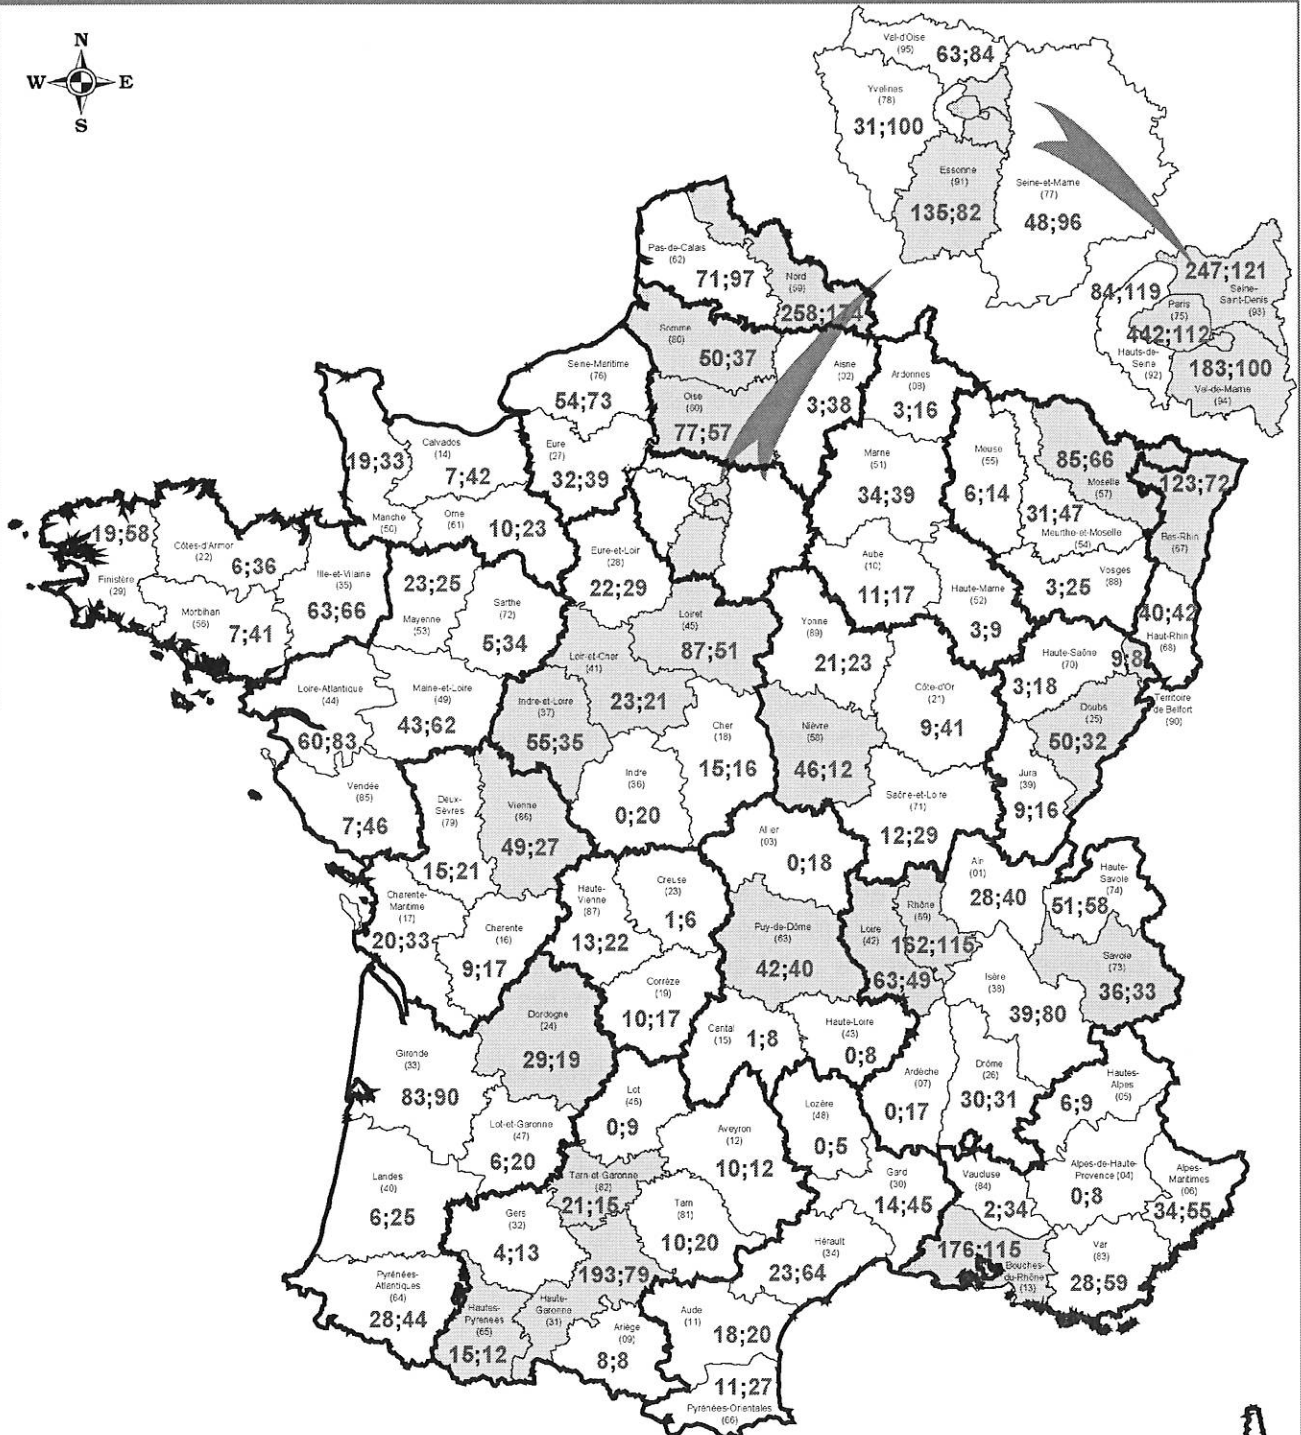 N
W E
S
Val-d'Oise
(95)
63;84
Yvelines
(78)
31;100
Essonne
(91)
135;82
Seine-et-Marne
(77)
48;96
247;121
Seine-
Saint-Denis
(93)
84;119
Paris
(75)
442;112
Hauts-de-
Seine
(92)
183;100
Val-de-Marne
(94)
Pas-de-Calais
(62)
71;97
Nord
(59)
258;174
Somme
(80)
50;37
Aisne
(02)
3;38
Ardennes
(08)
3;16
Seine-Maritime
(76)
54;73
Oise
(60)
77;57
Eure
(27)
32;39
Calvados
(14)
7;42
19;33
Manche
(50)
Orne
(61)
10;23
Marne
(51)
34;39
Meuse
(55)
6;14
85;66
Moselle
(57)
31;47
Meurthe-et-Moselle
(54)
123;72
Bas-Rhin
(67)
19;58
Finistère
(29)
Côtes-d'Armor
(22)
6;36
Ille-et-Vilaine
(35)
63;66
Morbihan
(56)
7;41
23;25
Mayenne
(53)
Sarthe
(72)
5;34
Eure-et-Loir
(28)
22;29
Aube
(10)
11;17
Haute-Marne
(52)
3;9
Vosges
(88)
3;25
40;42
Haut-Rhin
(68)
Loiret
(45)
87;51
Loir-et-Cher
(41)
23;21
Yonne
(89)
21;23
Haute-Saône
(70)
3;18
9;8
Territoire
de Belfort
(90)
Loire-Atlantique
(44)
60;83
Maine-et-Loire
(49)
43;62
Indre-et-Loire
(37)
55;35
Cher
(18)
15;16
Nièvre
(58)
46;12
Côte-d'Or
(21)
9;41
Doubs
(25)
50;32
Jura
(39)
9;16
Vendée
(85)
7;46
Deux-
Sèvres
(79)
15;21
Vienne
(86)
49;27
Indre
(36)
0;20
Saône-et-Loire
(71)
12;29
Allier
(03)
0;18
Ain
(01)
28;40
Haute-
Savoie
(74)
51;58
Charente-
Maritime
(17)
20;33
Charente
(16)
9;17
Haute-
Vienne
(87)
13;22
Creuse
(23)
1;6
Puy-de-Dôme
(63)
42;40
Loire
(42)
63;49
Rhône
(69)
162;115
Savoie
(73)
36;33
Isère
(38)
39;80
Corrèze
(19)
10;17
Cantal
(15)
1;8
Haute-Loire
(43)
0;8
Dordogne
(24)
29;19
Gironde
(33)
83;90
Lot
(46)
0;9
Lot-et-Garonne
(47)
6;20
Aveyron
(12)
10;12
Lozère
(48)
0;5
Ardèche
(07)
0;17
Drôme
(26)
30;31
Hautes-
Alpes
(05)
6;9
Landes
(40)
6;25
Tarn-et-Garonne
(82)
21;15
Gers
(32)
4;13
Tarn
(81)
10;20
Gard
(30)
14;45
Vaucluse
(84)
2;34
Alpes-de-Haute-
Provence (04)
0;8
Alpes-
Maritimes
(06)
34;55
Hérault
(34)
23;64
176;115
Bouches-
du-Rhône
(13)
Var
(83)
28;59
Pyrénées-
Atlantiques
(64)
28;44
Hautes-
Pyrénées
(65)
15;12
193;79
Haute-
Garonne
(31)
Ariège
(09)
8;8
Aude
(11)
18;20
11;27
Pyrénées-Orientales
(66)